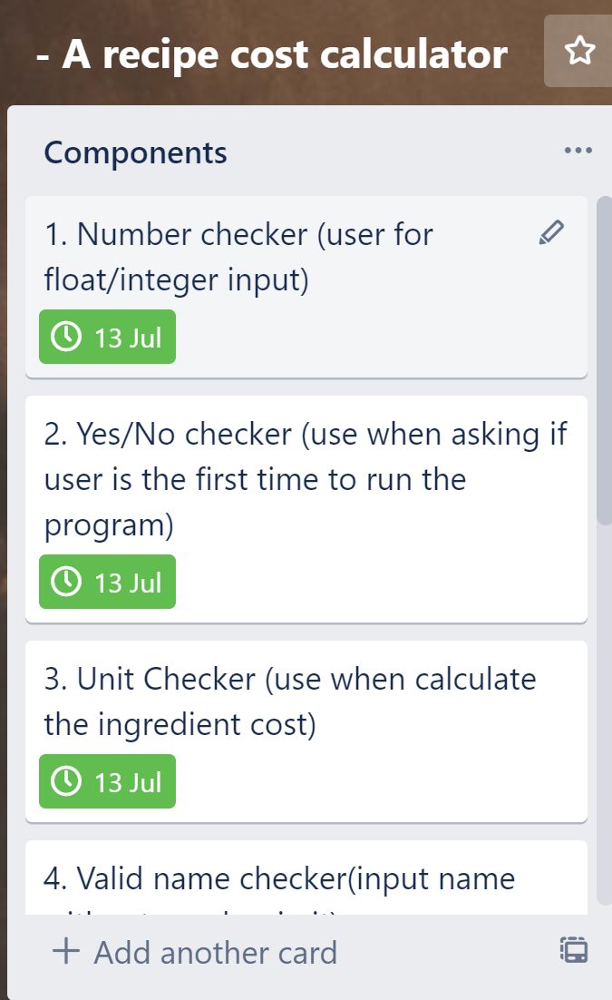 - A recipe cost calculator
Components
1. Number checker (user for
float/integer input)
13 Jul
2. Yes/No checker (use when asking if
user is the first time to run the
program)
13 Jul
3. Unit Checker (use when calculate
the ingredient cost)
13 Jul
4. Valid name checker(input name
+ Add another card